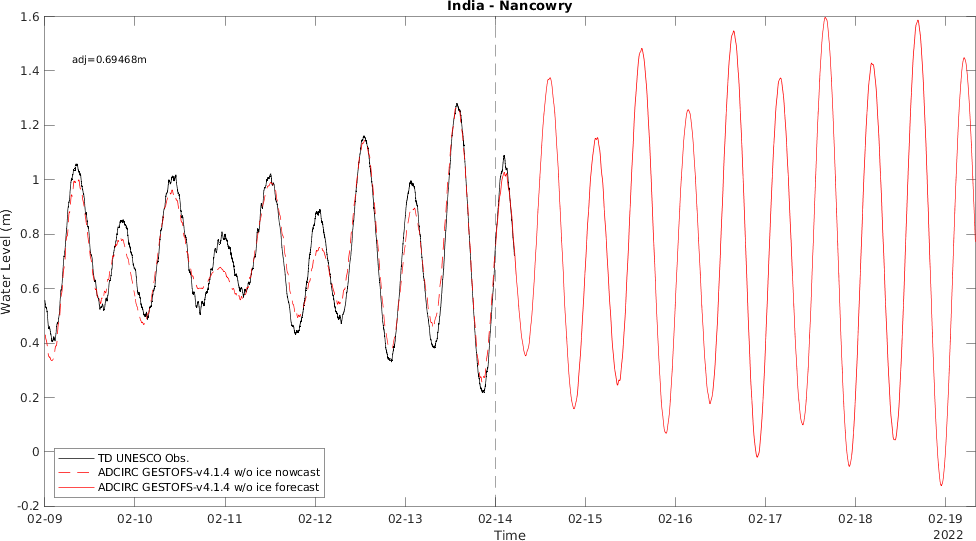 India - Nancowry
adj=0.69468m
1.6
1.4
1.2
1
0.8
0.6
0.4
0.2
0
-0.2
Water Level (m)
TD UNESCO Obs.
ADCIRC GESTOFS-v4.1.4 w/o ice nowcast
ADCIRC GESTOFS-v4.1.4 w/o ice forecast
02-09 02-10 02-11 02-12 02-13 02-14 02-15 02-16 02-17 02-18 02-19
Time
2022